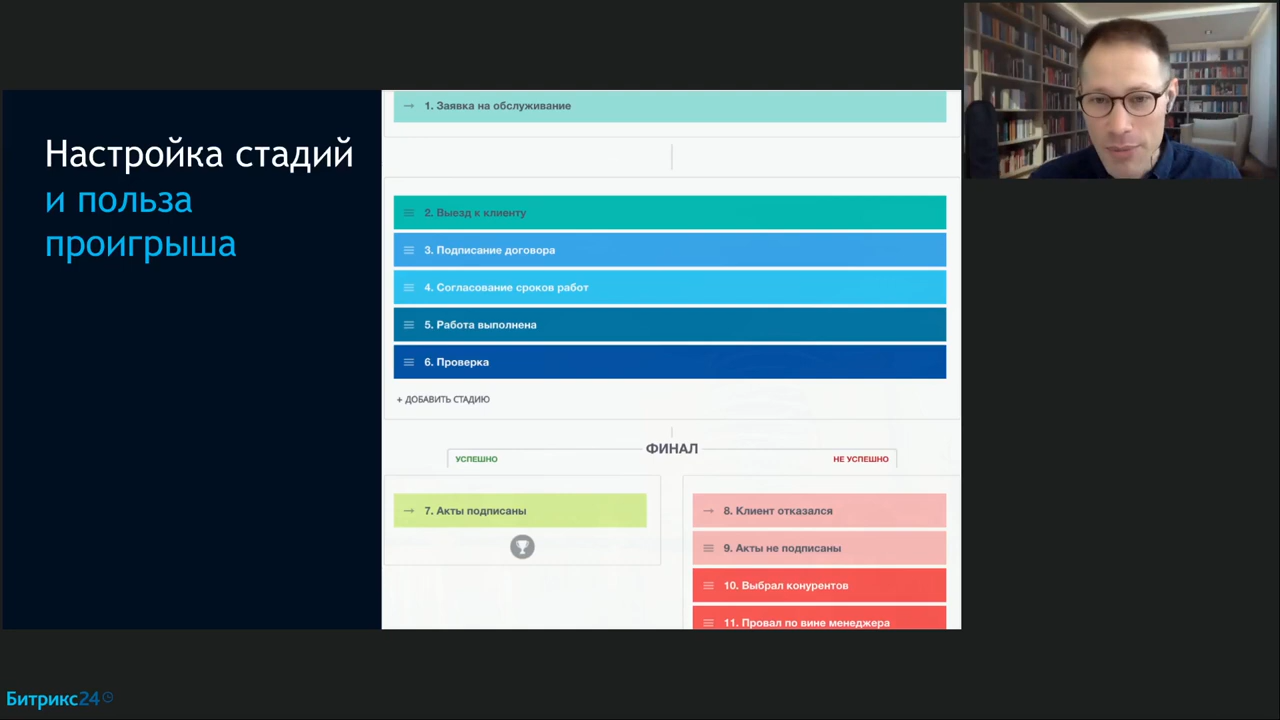 Настройка стадий
и польза
проигрыша
1. Заявка на обслуживание
2. Выезд к клиенту
3. Подписание договора
4. Согласование сроков работ
5. Работа выполнена
6. Проверка
+ ДОБАВИТЬ СТАДИЮ
ФИНАЛ
УСПЕШНО
НЕ УСПЕШНО
7. Акты подписаны
8. Клиент отказался
9. Акты не подписаны
10. Выбрал конурентов
11. Провал по вине менеджера
Битрикс24